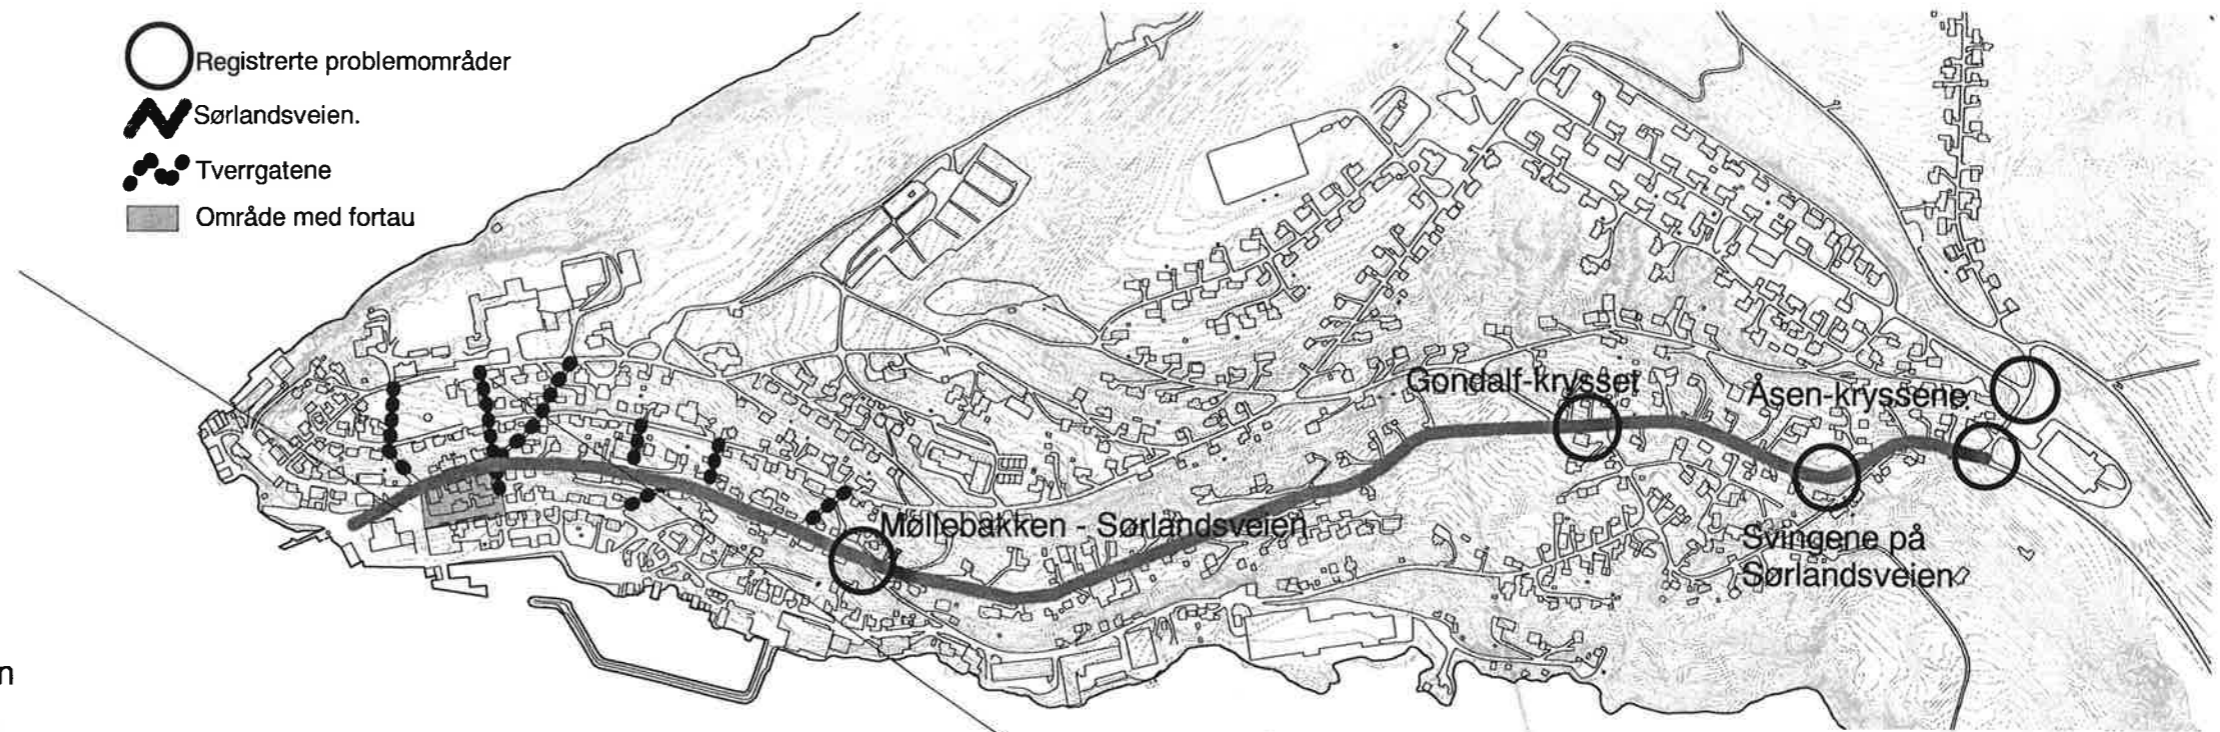 Registrerte problemområder
Sørlandsveien.
Tverrgatene
Område med fortau
Gondalf-krysset
Åsen-kryssene.
Møllebakken - Sørlandsveien
Svingene på
Sørlandsveien
n